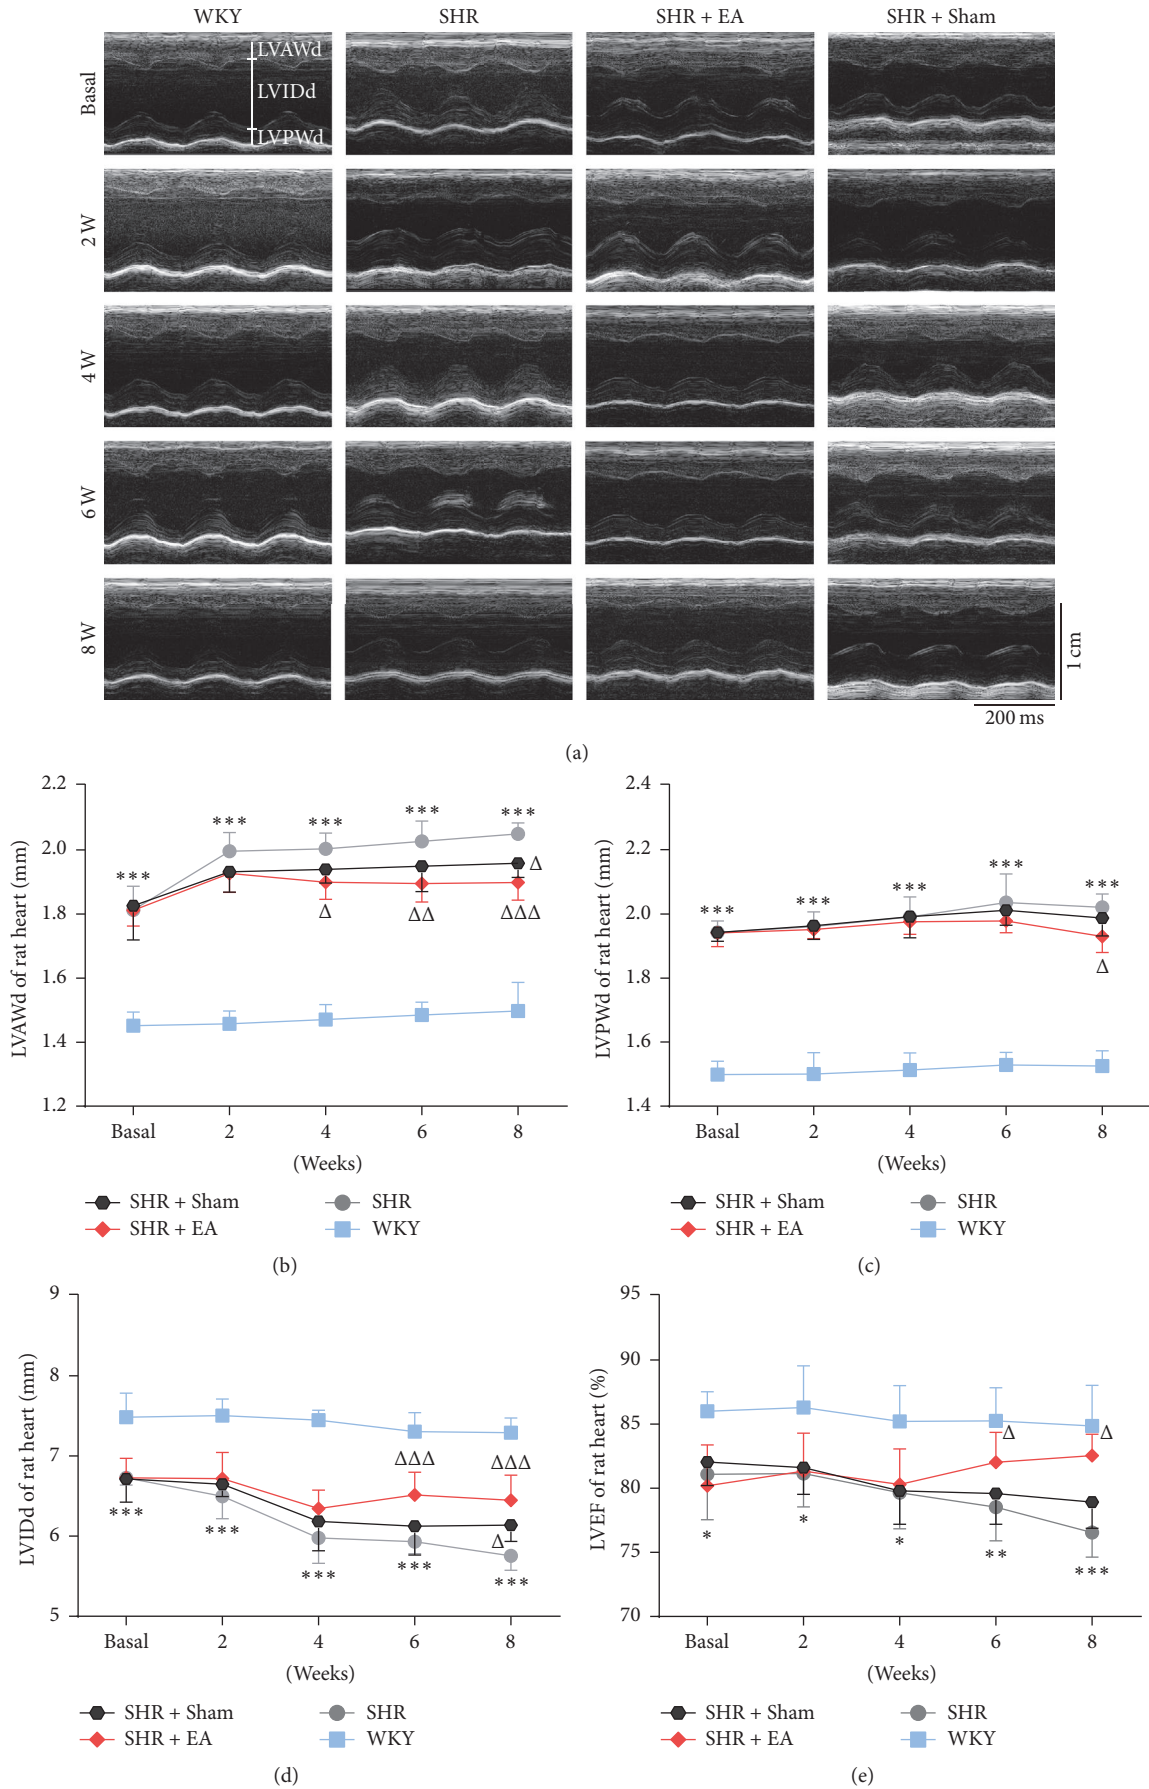 WKY SHR SHR + EA SHR + Sham
Basal
LVAWd
LVIDd
LVPWd
2 W
4 W
6 W
8 W
1 cm
200 ms
(a)
LVAWd of rat heart (mm)
2.2
2.0
1.8
1.6
1.4
1.2
*** *** *** *** ***
Δ ΔΔ ΔΔΔ Δ
Basal 2 4 6 8
(Weeks)
SHR + Sham SHR
SHR + EA WKY
(b)
LVPWd of rat heart (mm)
2.4
2.2
2.0
1.8
1.6
1.4
*** *** *** *** ***
Δ
Basal 2 4 6 8
(Weeks)
SHR + Sham SHR
SHR + EA WKY
(c)
LVIDd of rat heart (mm)
9
8
7
6
5
ΔΔΔ ΔΔΔ
Δ
*** *** *** *** ***
Basal 2 4 6 8
(Weeks)
SHR + Sham SHR
SHR + EA WKY
(d)
LVEF of rat heart (%)
95
90
85
80
75
70
Δ Δ
* * * ** ***
Basal 2 4 6 8
(Weeks)
SHR + Sham SHR
SHR + EA WKY
(e)